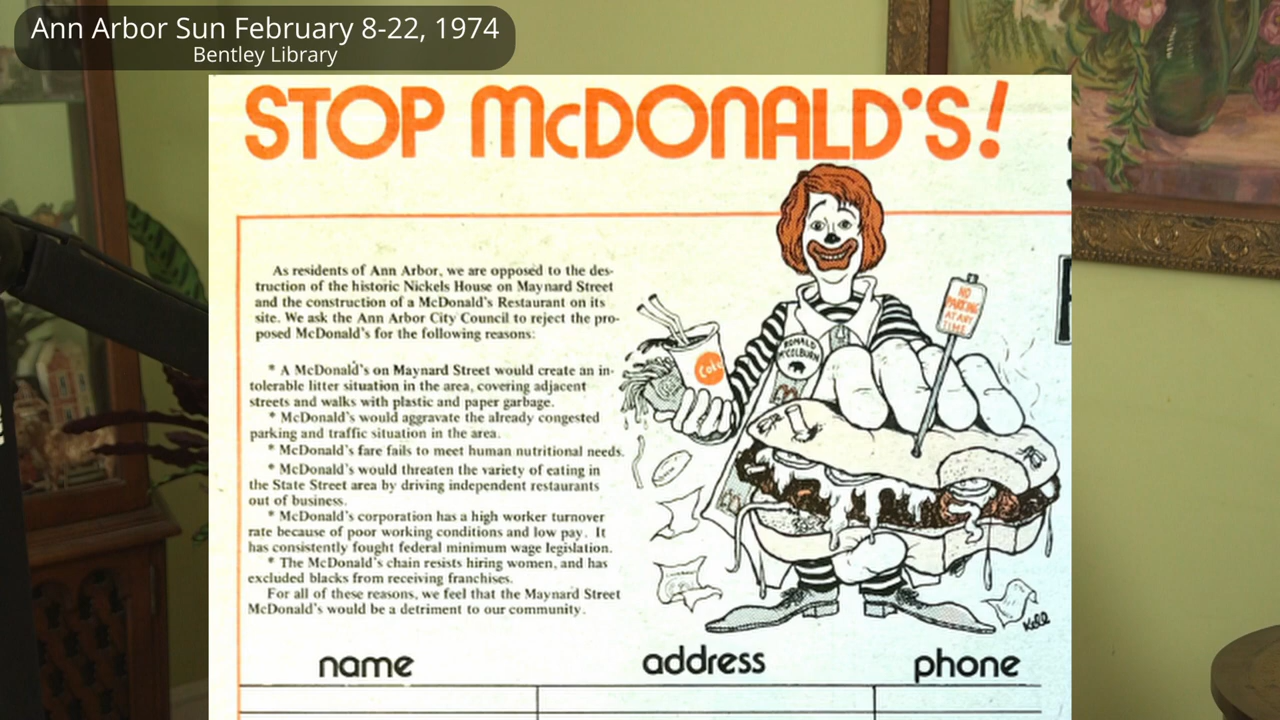 Ann Arbor Sun February 8-22, 1974
Bentley Library
STOP McDONALD'S!
As residents of Ann Arbor, we are opposed to the des-
truction of the historic Nickels House on Maynard Street
and the construction of a McDonald's Restaurant on its
site. We ask the Ann Arbor City Council to reject the pro-
posed McDonald's for the following reasons:
* A McDonald's on Maynard Street would create an in-
tolerable litter situation in the area, covering adjacent
streets and walks with plastic and paper garbage.
* McDonald's would aggravate the already congested
parking and traffic situation in the area.
* McDonald's fare fails to meet human nutritional needs.
* McDonald's would threaten the variety of eating in
the State Street area by driving independent restaurants
out of business.
* McDonald's corporation has a high worker turnover
rate because of poor working conditions and low pay. It
has consistently fought federal minimum wage legislation.
* The McDonald's chain resists hiring women, and has
excluded blacks from receiving franchises.
For all of these reasons, we feel that the Maynard Street
McDonald's would be a detriment to our community.
NO
PARKING
AT ANY
TIME
RONALD
McCOLBURN
Coke
Koll
name address phone